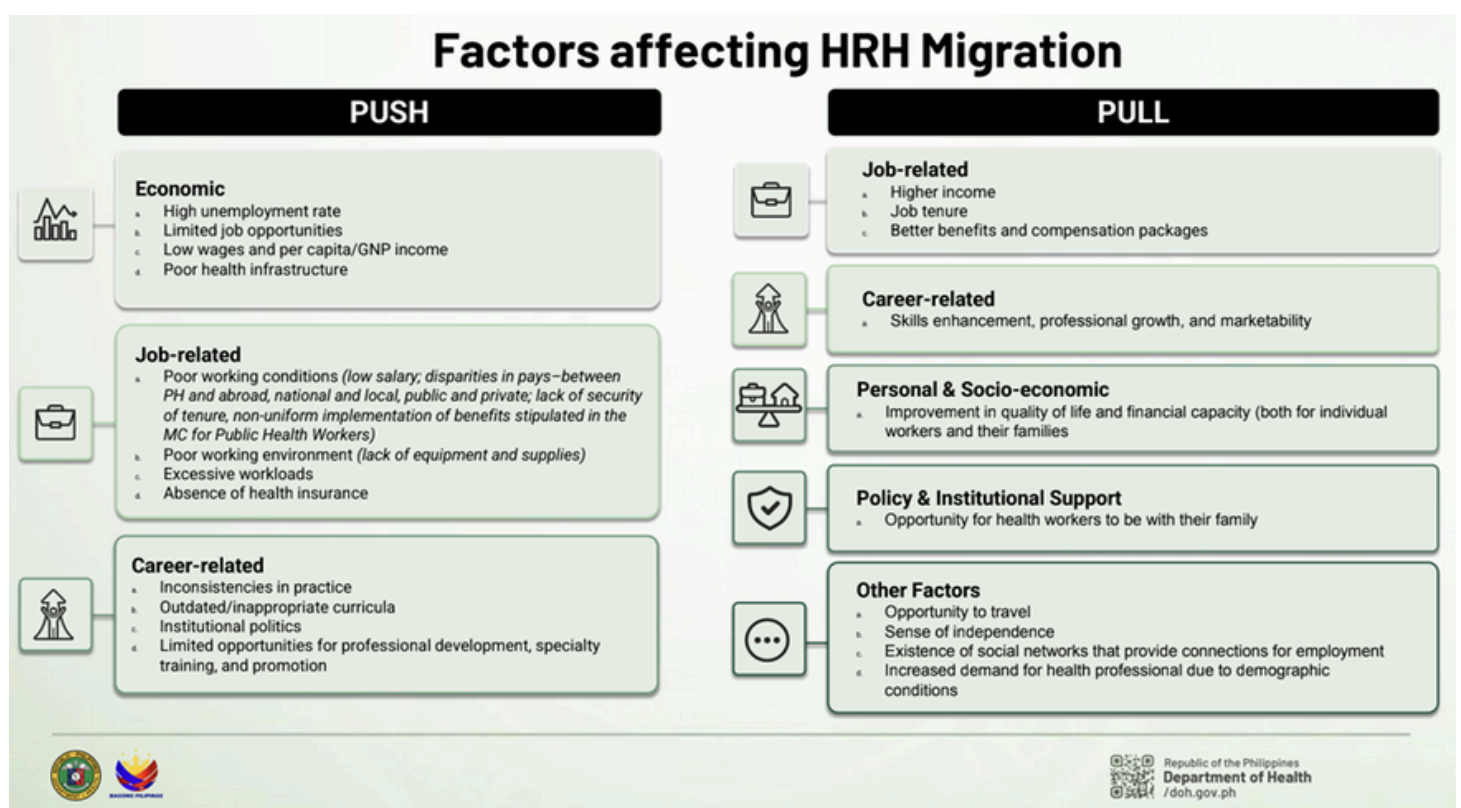 Factors affecting HRH Migration
PUSH
Economic
a. High unemployment rate
b. Limited job opportunities
c. Low wages and per capita/GNP income
d. Poor health infrastructure
Job-related
a. Poor working conditions (low salary; disparities in pays–between
PH and abroad, national and local, public and private; lack of security
of tenure, non-uniform implementation of benefits stipulated in the
MC for Public Health Workers)
b. Poor working environment (lack of equipment and supplies)
c. Excessive workloads
d. Absence of health insurance
Career-related
a. Inconsistencies in practice
b. Outdated/inappropriate curricula
c. Institutional politics
d. Limited opportunities for professional development, specialty
training, and promotion
PULL
Job-related
a. Higher income
b. Job tenure
c. Better benefits and compensation packages
Career-related
a. Skills enhancement, professional growth, and marketability
Personal & Socio-economic
a. Improvement in quality of life and financial capacity (both for individual
workers and their families
Policy & Institutional Support
a. Opportunity for health workers to be with their family
Other Factors
a. Opportunity to travel
b. Sense of independence
c. Existence of social networks that provide connections for employment
d. Increased demand for health professional due to demographic
conditions
BAGONG PILIPINAS
Republic of the Philippines
Department of Health
/doh.gov.ph